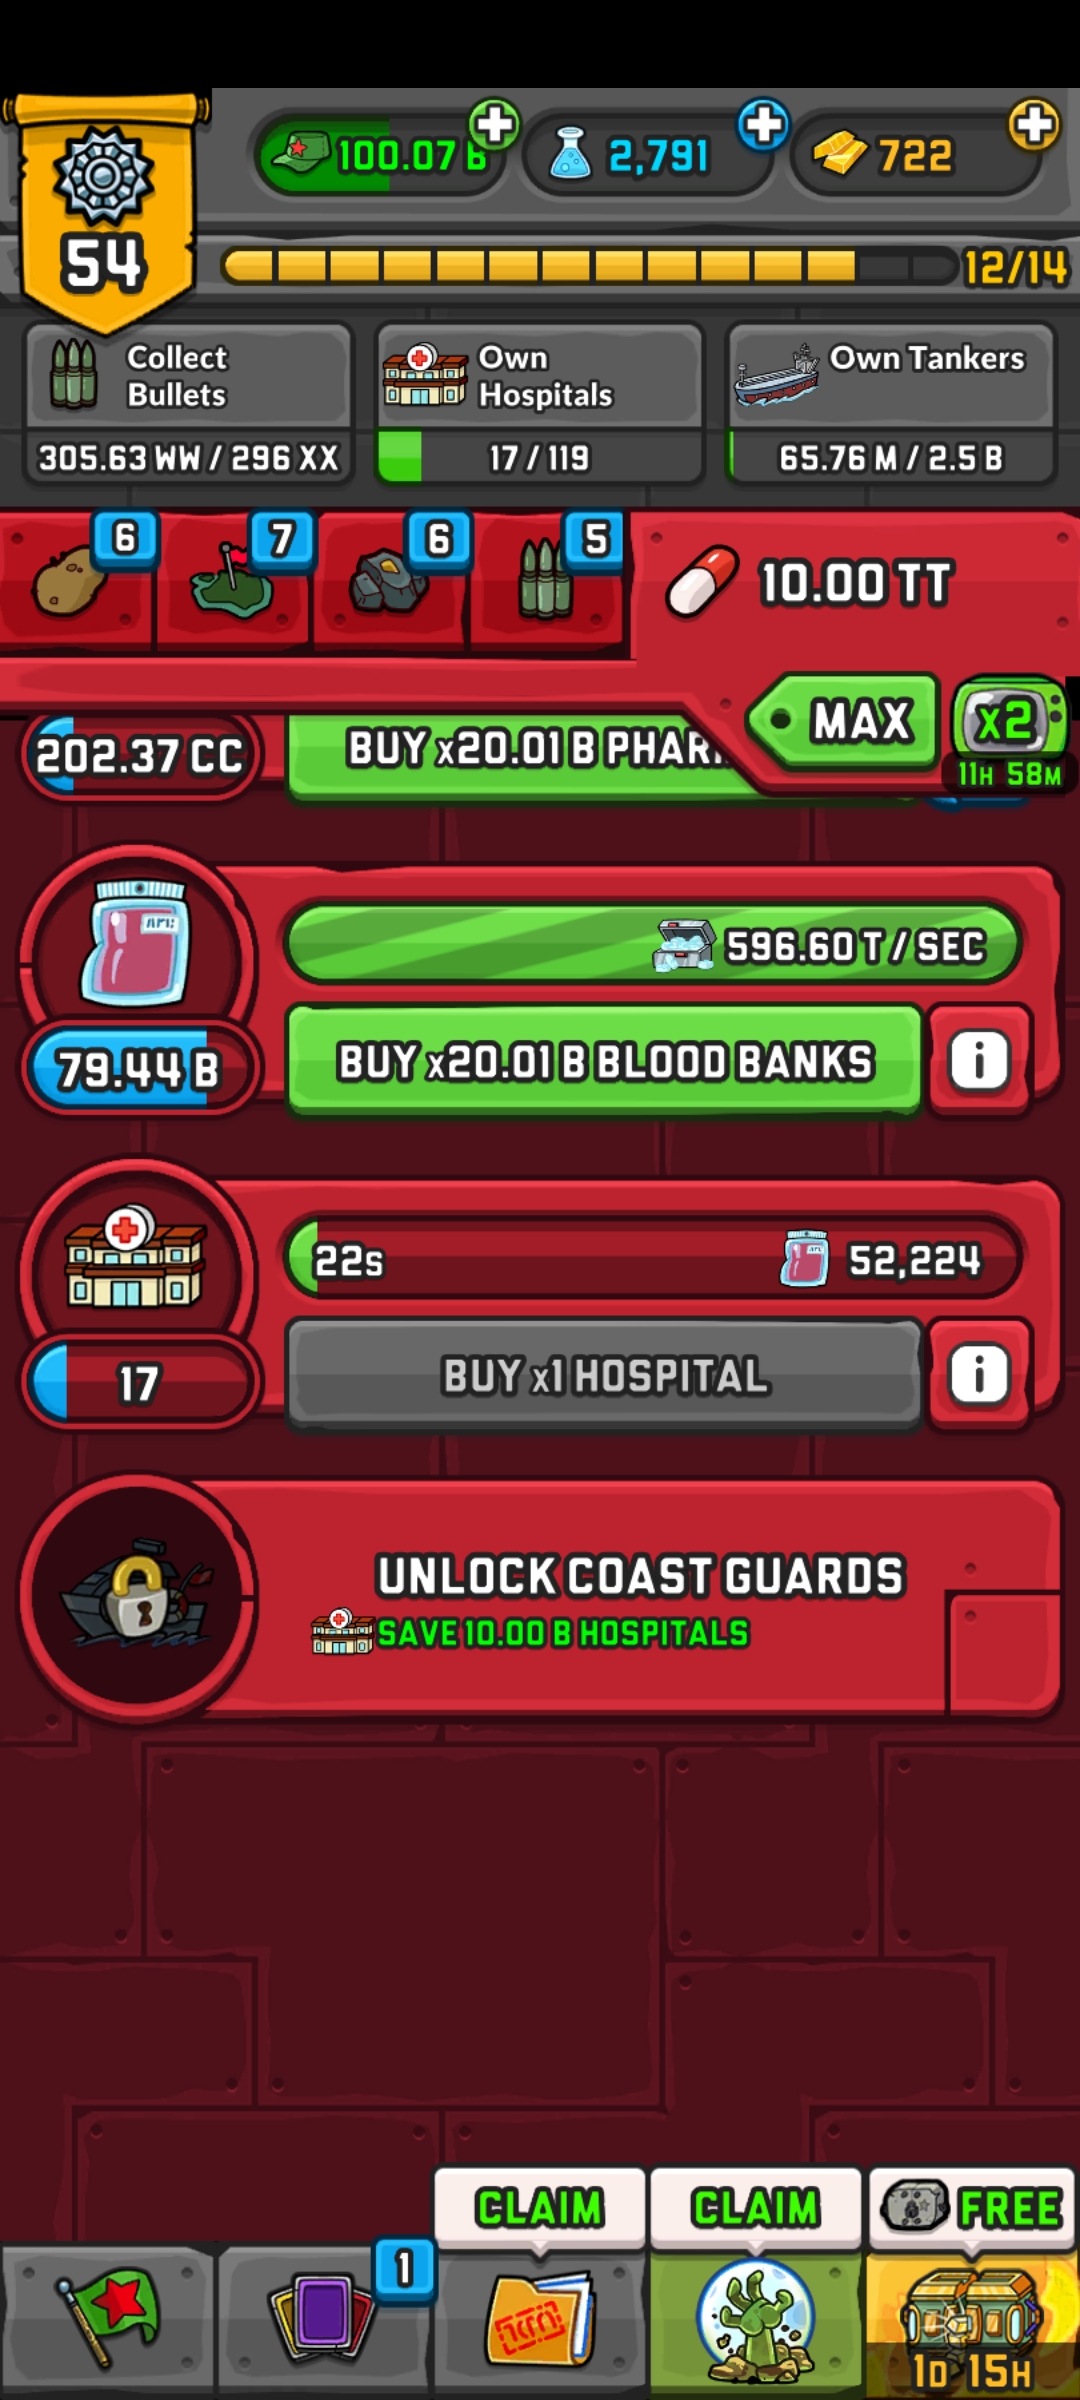 100.07 B
2,791
722
54
12/14
Collect Bullets
305.63 WW / 296 XX
Own Hospitals
17 / 119
Own Tankers
65.76 M / 2.5 B
6
7
6
5
10.00 TT
MAX
x2
11H 58M
202.37 CC
BUY x20.01 B
596.60 T / SEC
79.44 B
BUY x20.01 B BLOOD BANKS
i
22s
52,224
17
BUY x1 HOSPITAL
i
UNLOCK COAST GUARDS
SAVE 10.00 B HOSPITALS
CLAIM
CLAIM
FREE
1
1D 15H